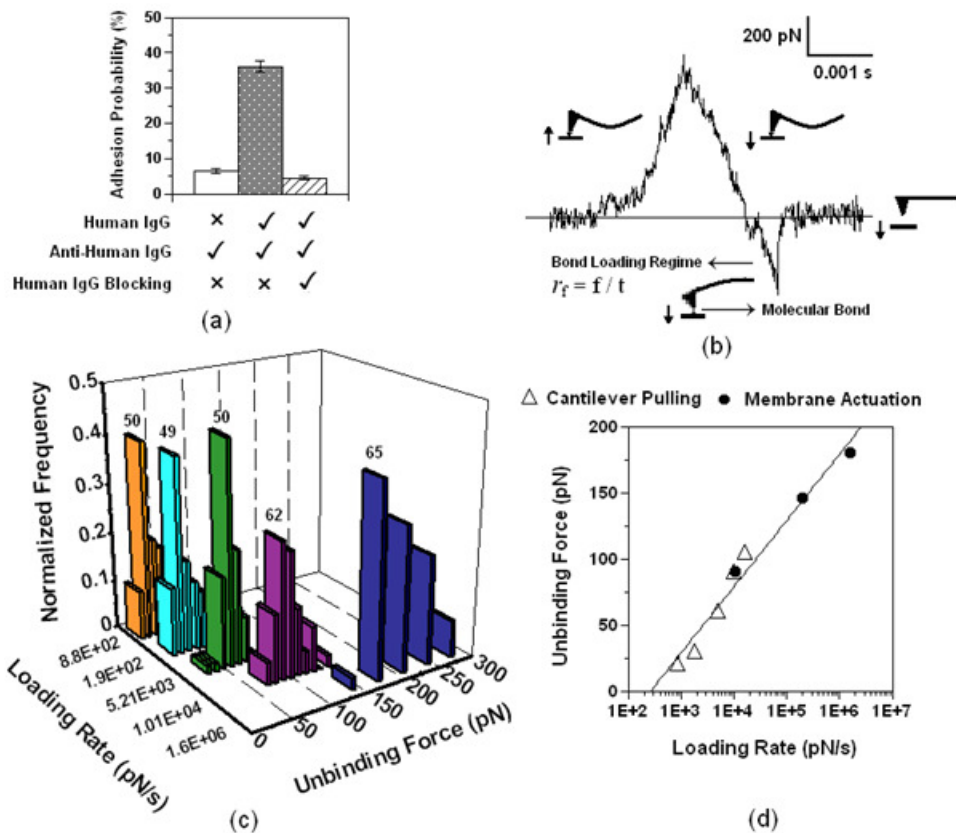 (a)
Adhesion Probability (%)
50
40
30
20
10
0
Human IgG × ✓ ✓
Anti-Human IgG ✓ ✓ ✓
Human IgG Blocking × × ✓
200 pN
0.001 s
Bond Loading Regime
r_f = f / t
Molecular Bond
(b)
Normalized Frequency
0.5
0.4
0.3
0.2
0.1
0
50
49
50
62
65
8.8E+02
1.9E+02
5.21E+03
1.01E+04
1.6E+06
Loading Rate (pN/s)
0
50
100
150
200
250
300
Unbinding Force (pN)
(c)
△ Cantilever Pulling ● Membrane Actuation
Unbinding Force (pN)
200
150
100
50
0
1E+2 1E+3 1E+4 1E+5 1E+6 1E+7
Loading Rate (pN/s)
(d)